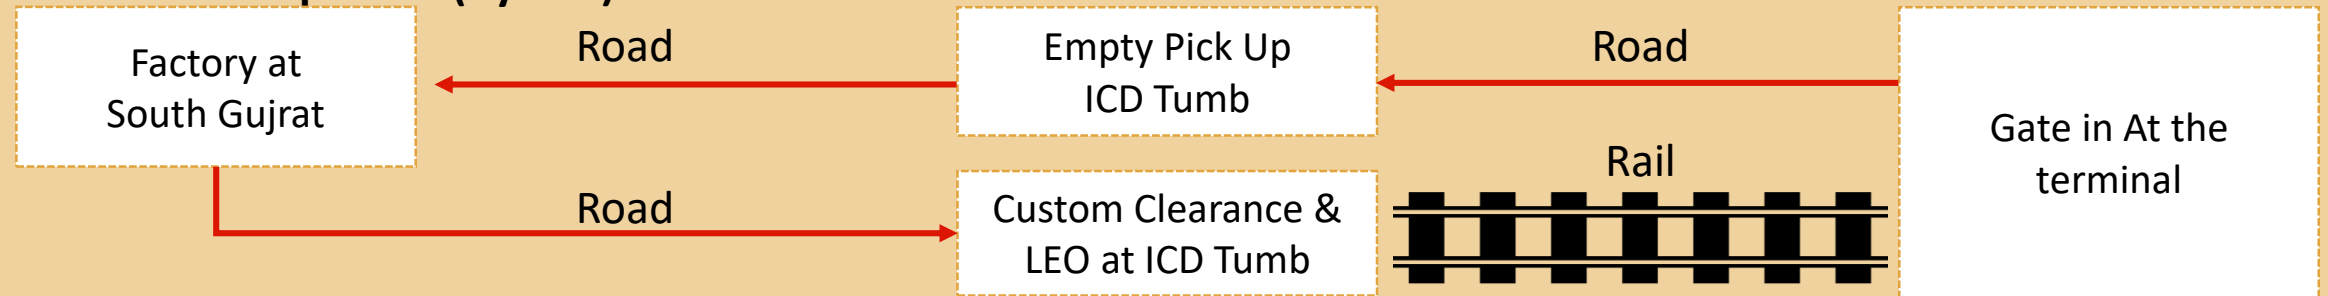 Factory at
South Gujrat
Road
Empty Pick Up
ICD Tumb
Road
Gate in At the
terminal
Rail
Road
Custom Clearance &
LEO at ICD Tumb